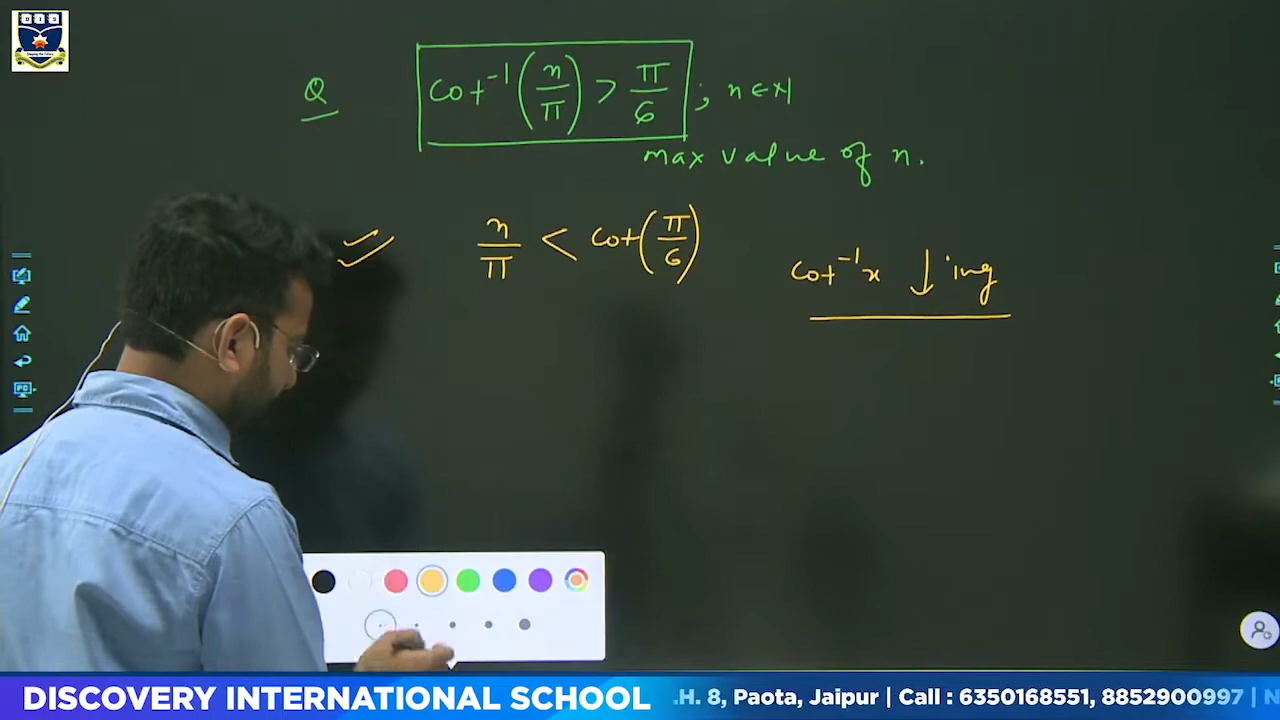 Q cot⁻¹(n/π) > π/6 ; n ∈ N
max value of n.
n/π < cot(π/6)
cot⁻¹x ↓ing
DISCOVERY INTERNATIONAL SCHOOL
.H. 8, Paota, Jaipur | Call : 6350168551, 8852900997 | N